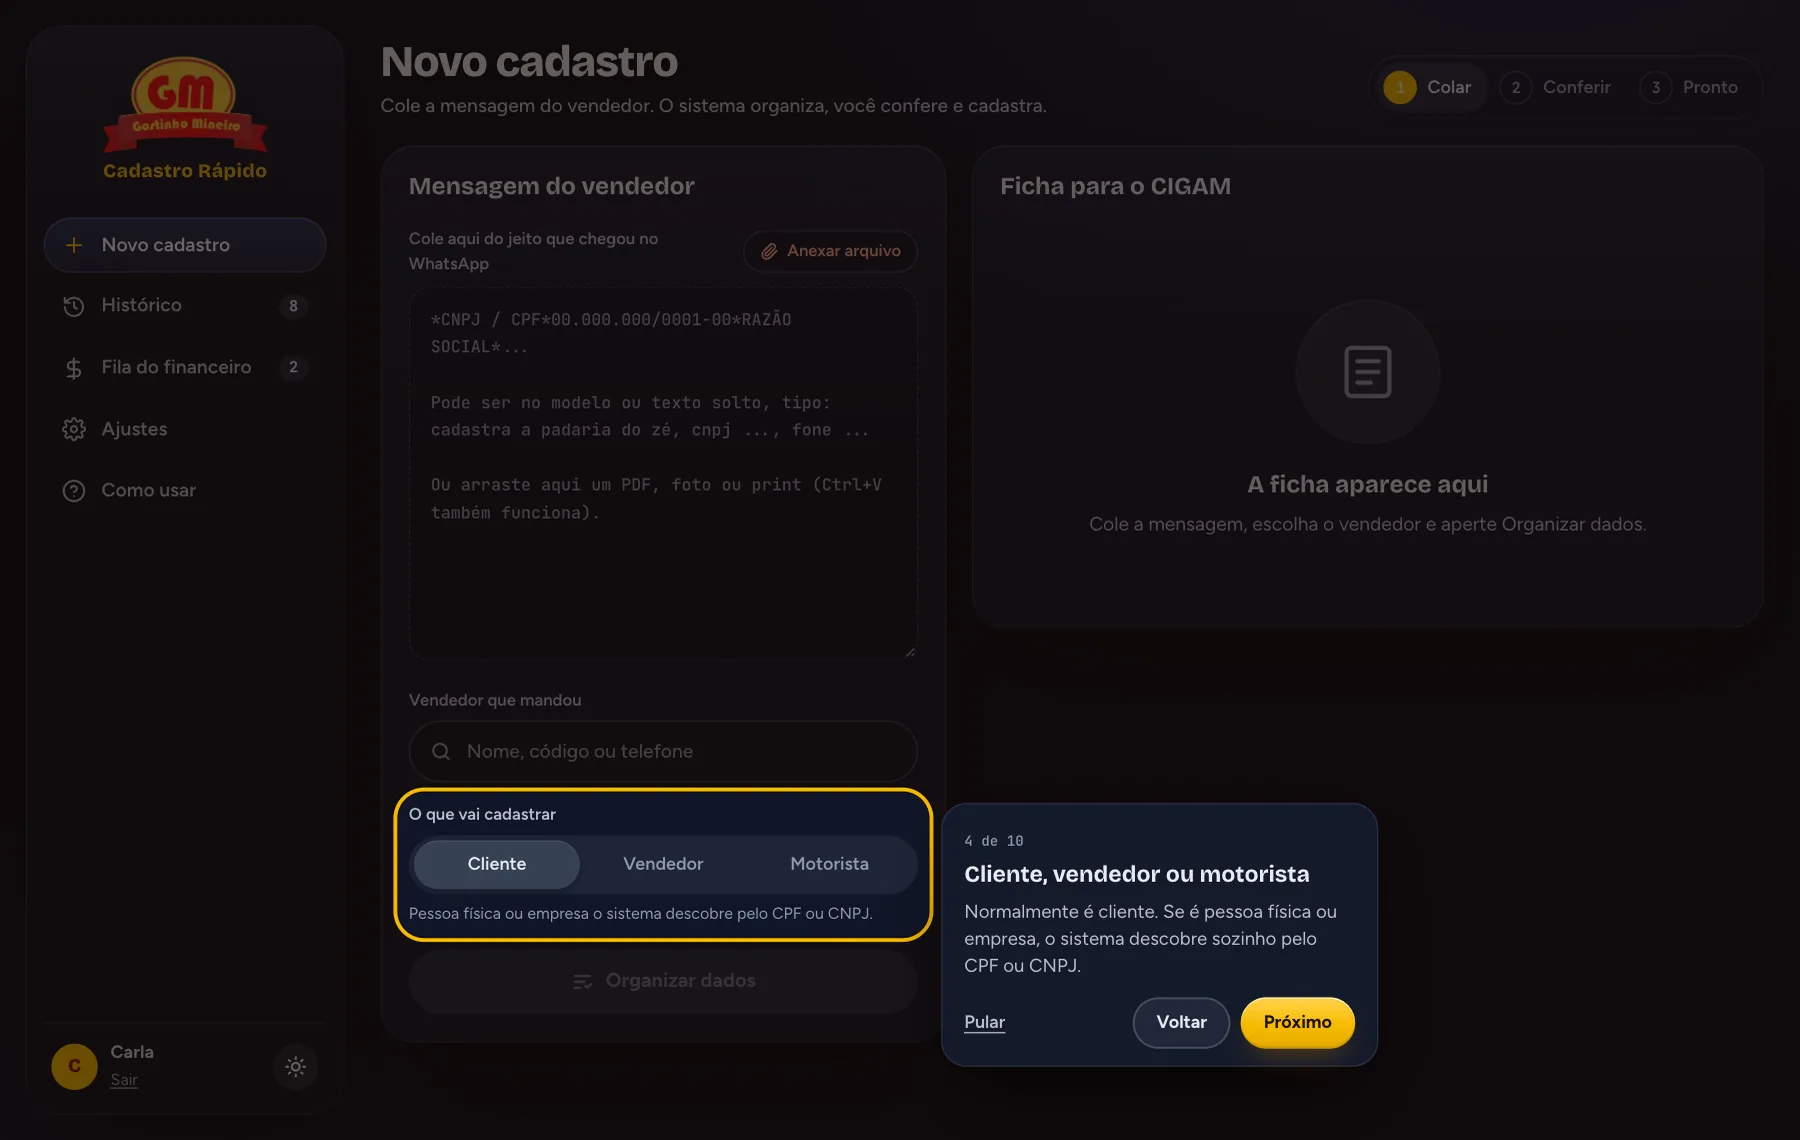 GM
Gostinho Mineiro
Cadastro Rápido
Novo cadastro
Histórico 8
Fila do financeiro 2
Ajustes
Como usar
C
Carla
Sair
Novo cadastro
Cole a mensagem do vendedor. O sistema organiza, você confere e cadastra.
1 Colar 2 Conferir 3 Pronto
Mensagem do vendedor
Cole aqui do jeito que chegou no
WhatsApp
Anexar arquivo
*CNPJ / CPF*00.000.000/0001-00*RAZÃO
SOCIAL*...
Pode ser no modelo ou texto solto, tipo:
cadastra a padaria do zé, cnpj ..., fone ...
Ou arraste aqui um PDF, foto ou print (Ctrl+V
também funciona).
Vendedor que mandou
Nome, código ou telefone
O que vai cadastrar
Cliente Vendedor Motorista
Pessoa física ou empresa o sistema descobre pelo CPF ou CNPJ.
Organizar dados
Ficha para o CIGAM
A ficha aparece aqui
Cole a mensagem, escolha o vendedor e aperte Organizar dados.
4 de 10
Cliente, vendedor ou motorista
Normalmente é cliente. Se é pessoa física ou
empresa, o sistema descobre sozinho pelo
CPF ou CNPJ.
Pular Voltar Próximo